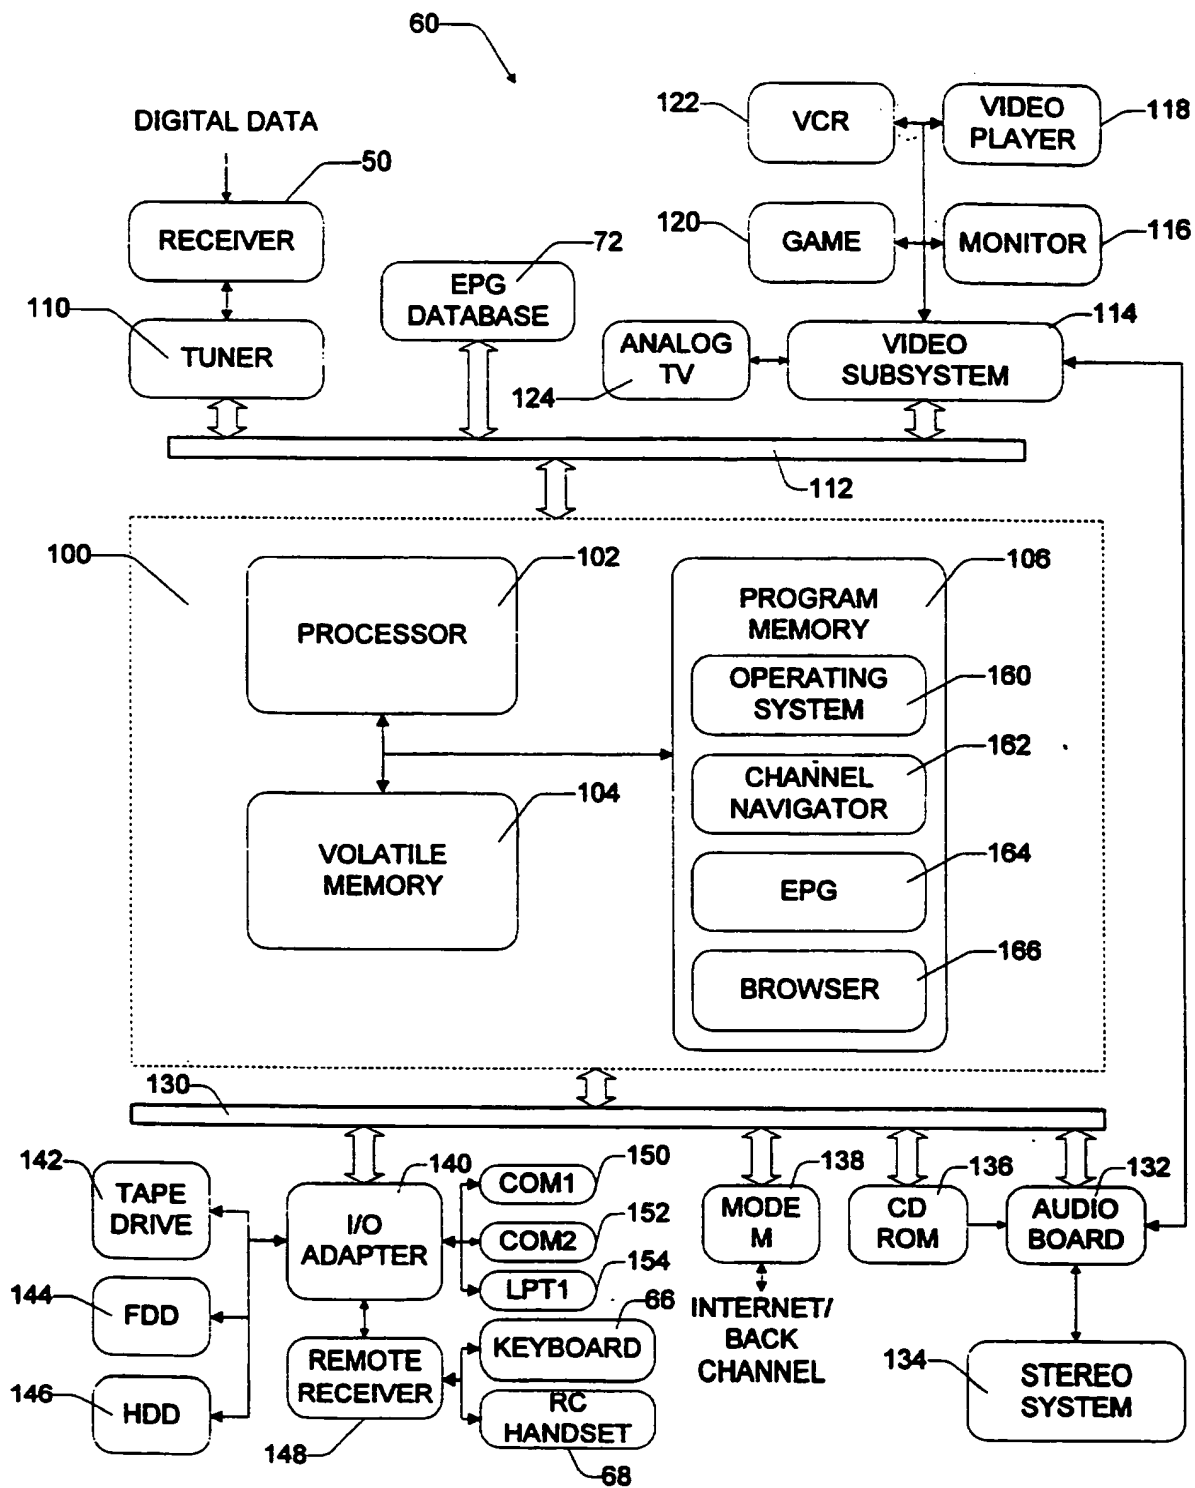 60
DIGITAL DATA
50
RECEIVER
110
TUNER
72
EPG
DATABASE
122
VCR
VIDEO
PLAYER
118
120
GAME
MONITOR
116
114
ANALOG
TV
124
VIDEO
SUBSYSTEM
112
100
102
PROCESSOR
104
VOLATILE
MEMORY
106
PROGRAM
MEMORY
OPERATING
SYSTEM
160
162
CHANNEL
NAVIGATOR
164
EPG
166
BROWSER
130
142
TAPE
DRIVE
144
FDD
146
HDD
140
I/O
ADAPTER
REMOTE
RECEIVER
148
COM1
150
COM2
152
LPT1
154
66
KEYBOARD
RC
HANDSET
68
138
MODE
M
INTERNET/
BACK
CHANNEL
136
CD
ROM
132
AUDIO
BOARD
134
STEREO
SYSTEM